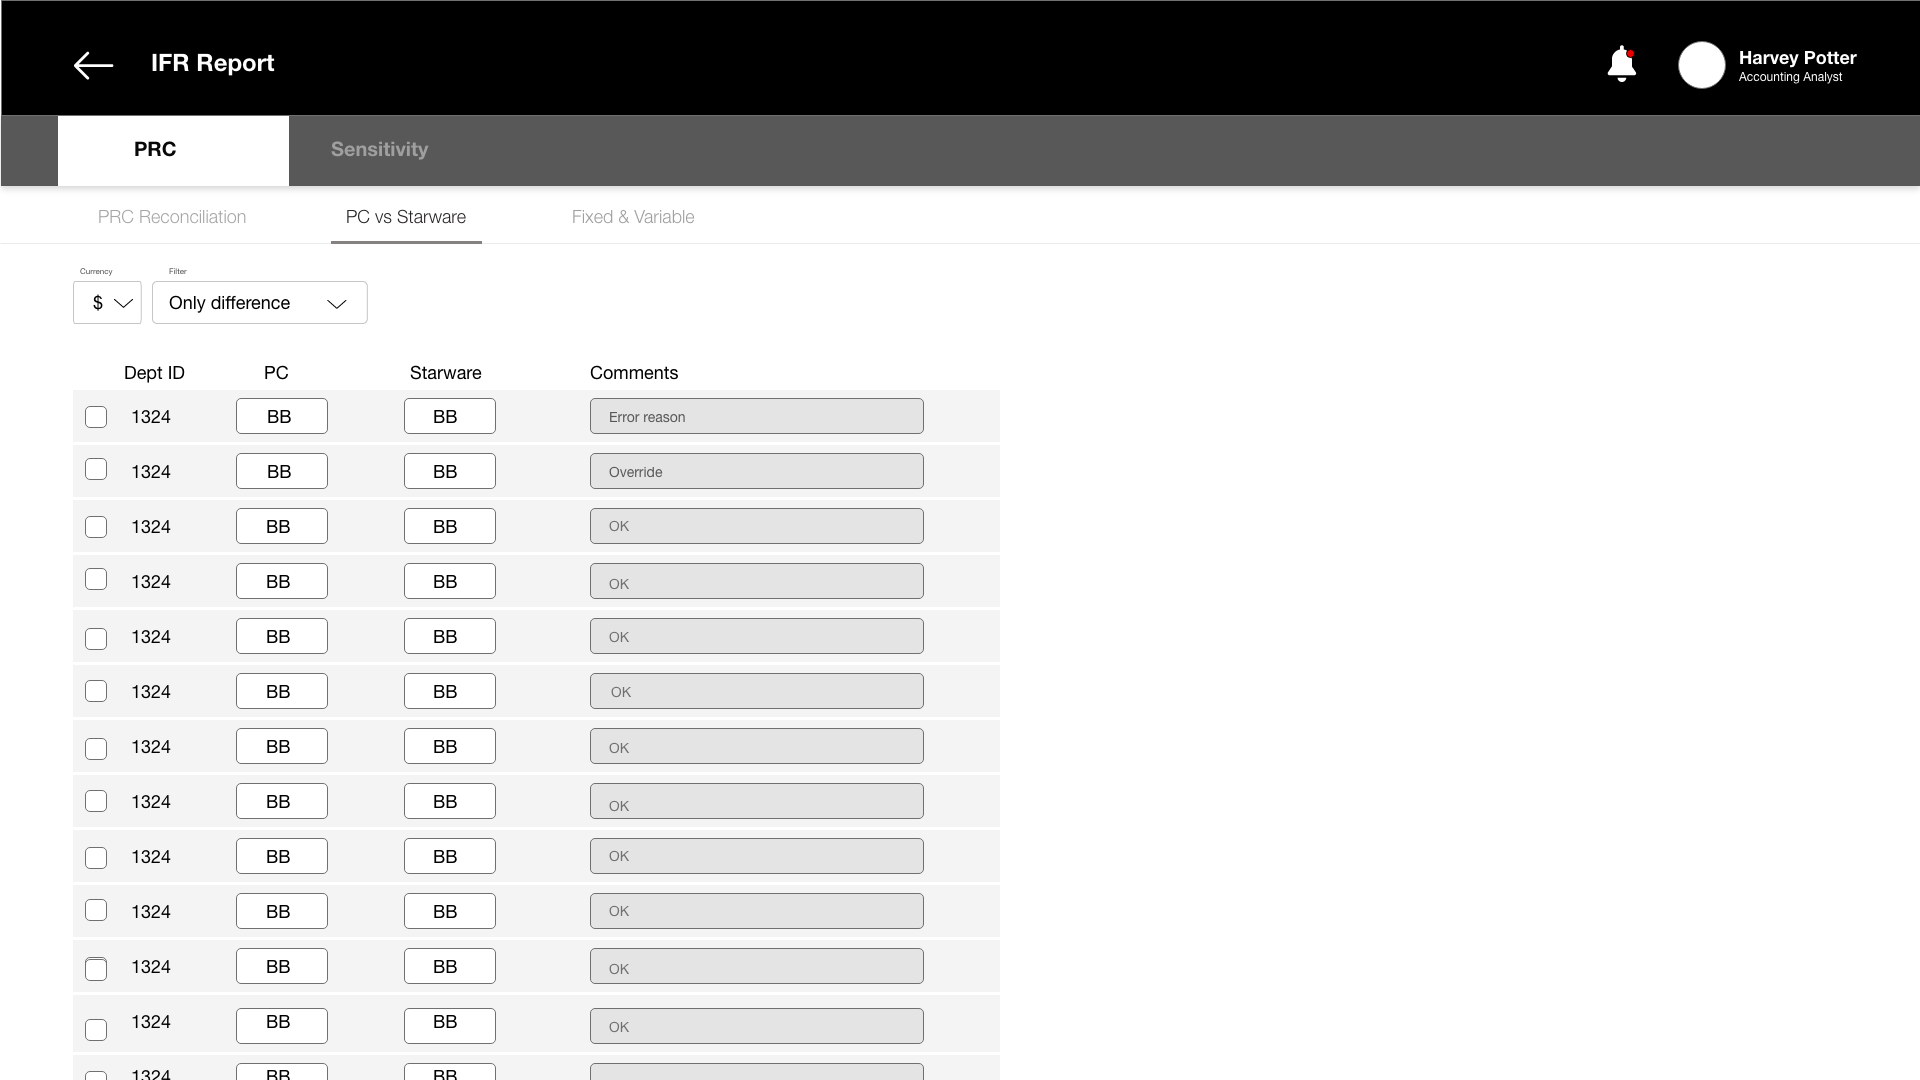 IFR Report
Harvey Potter
Accounting Analyst
PRC Sensitivity
PRC Reconciliation PC vs Starware Fixed & Variable
Currency Filter
$ Only difference
Dept ID PC Starware Comments
1324 BB BB Error reason
1324 BB BB Override
1324 BB BB OK
1324 BB BB OK
1324 BB BB OK
1324 BB BB OK
1324 BB BB OK
1324 BB BB OK
1324 BB BB OK
1324 BB BB OK
1324 BB BB OK
1324 BB BB OK
1324 BB BB